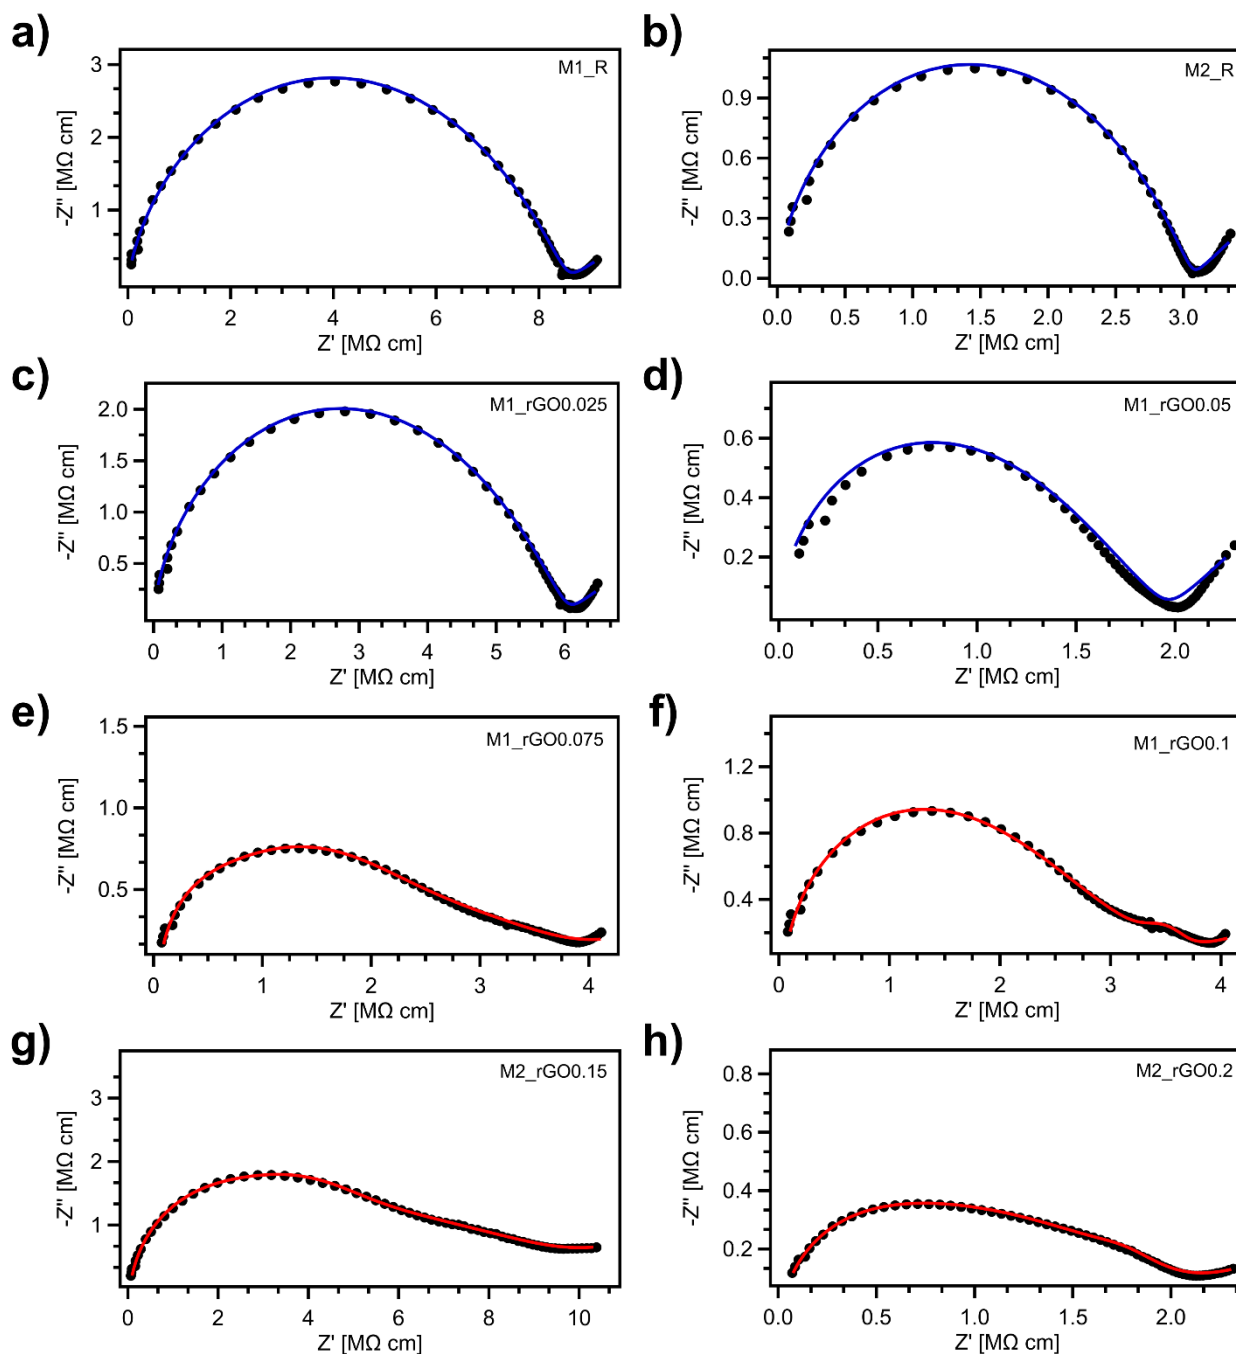 a)
M1_R
3
2
1
-Z'' [MΩ cm]
0 2 4 6 8
Z' [MΩ cm]
b)
M2_R
0.9
0.6
0.3
0.0
-Z'' [MΩ cm]
0.0 0.5 1.0 1.5 2.0 2.5 3.0
Z' [MΩ cm]
c)
M1_rGO0.025
2.0
1.5
1.0
0.5
-Z'' [MΩ cm]
0 1 2 3 4 5 6
Z' [MΩ cm]
d)
M1_rGO0.05
0.6
0.4
0.2
-Z'' [MΩ cm]
0.0 0.5 1.0 1.5 2.0
Z' [MΩ cm]
e)
M1_rGO0.075
1.5
1.0
0.5
-Z'' [MΩ cm]
0 1 2 3 4
Z' [MΩ cm]
f)
M1_rGO0.1
1.2
0.8
0.4
-Z'' [MΩ cm]
0 1 2 3 4
Z' [MΩ cm]
g)
M2_rGO0.15
3
2
1
-Z'' [MΩ cm]
0 2 4 6 8 10
Z' [MΩ cm]
h)
M2_rGO0.2
0.8
0.6
0.4
0.2
-Z'' [MΩ cm]
0.0 0.5 1.0 1.5 2.0
Z' [MΩ cm]